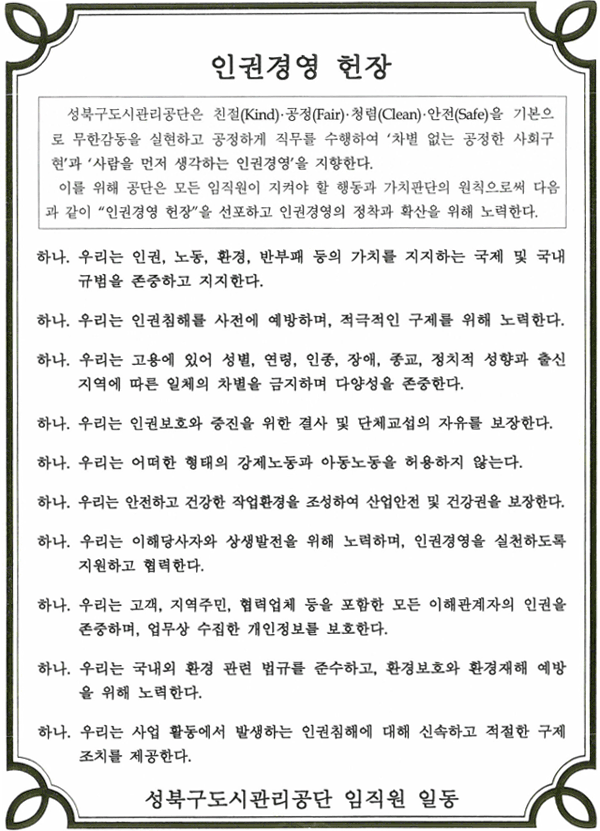 인권경영 헌장
성북구도시관리공단은 친절(Kind)·공정(Fair)·청렴(Clean)·안전(Safe)을 기본으
로 무한감동을 실현하고 공정하게 직무를 수행하여 ‘차별 없는 공정한 사회구
현’과 ‘사람을 먼저 생각하는 인권경영’을 지향한다.
이를 위해 공단은 모든 임직원이 지켜야 할 행동과 가치판단의 원칙으로써 다음
과 같이 “인권경영 헌장”을 선포하고 인권경영의 정착과 확산을 위해 노력한다.
하나. 우리는 인권, 노동, 환경, 반부패 등의 가치를 지지하는 국제 및 국내
규범을 존중하고 지지한다.
하나. 우리는 인권침해를 사전에 예방하며, 적극적인 구제를 위해 노력한다.
하나. 우리는 고용에 있어 성별, 연령, 인종, 장애, 종교, 정치적 성향과 출신
지역에 따른 일체의 차별을 금지하며 다양성을 존중한다.
하나. 우리는 인권보호와 증진을 위한 결사 및 단체교섭의 자유를 보장한다.
하나. 우리는 어떠한 형태의 강제노동과 아동노동을 허용하지 않는다.
하나. 우리는 안전하고 건강한 작업환경을 조성하여 산업안전 및 건강권을 보장한다.
하나. 우리는 이해당사자와 상생발전을 위해 노력하며, 인권경영을 실천하도록
지원하고 협력한다.
하나. 우리는 고객, 지역주민, 협력업체 등을 포함한 모든 이해관계자의 인권을
존중하며, 업무상 수집한 개인정보를 보호한다.
하나. 우리는 국내외 환경 관련 법규를 준수하고, 환경보호와 환경재해 예방
을 위해 노력한다.
하나. 우리는 사업 활동에서 발생하는 인권침해에 대해 신속하고 적절한 구제
조치를 제공한다.
성북구도시관리공단 임직원 일동